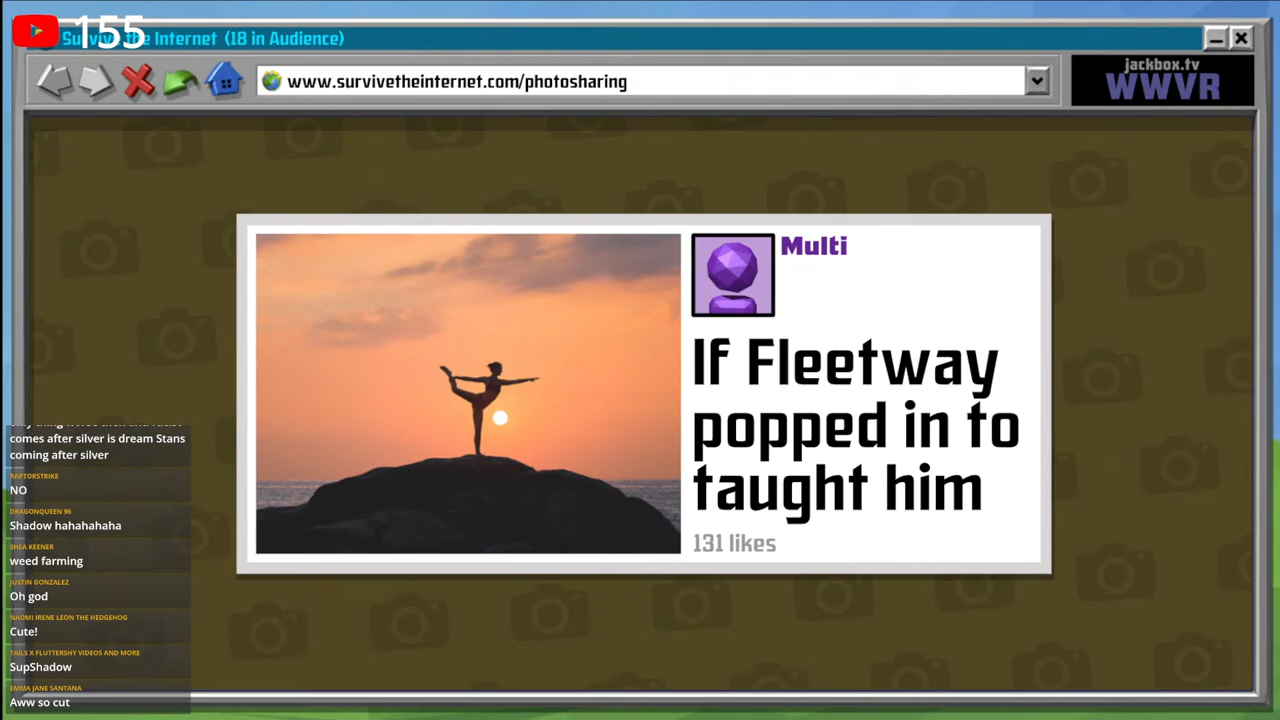 155
Survive the Internet (18 in Audience)
www.survivetheinternet.com/photosharing
jackbox.tv
WWVR
Multi
If Fleetway
popped in to
taught him
131 likes
comes after silver is dream Stans
coming after silver
RAPTORSTRIKE
NO
DRAGONQUEEN 96
Shadow hahahahaha
SHEA KEENER
weed farming
JUSTIN GONZALEZ
Oh god
NAOMI IRENE LEON THE HEDGEHOG
Cute!
TAILS X FLUTTERSHY VIDEOS AND MORE
SupShadow
EMMA JANE SANTANA
Aww so cut